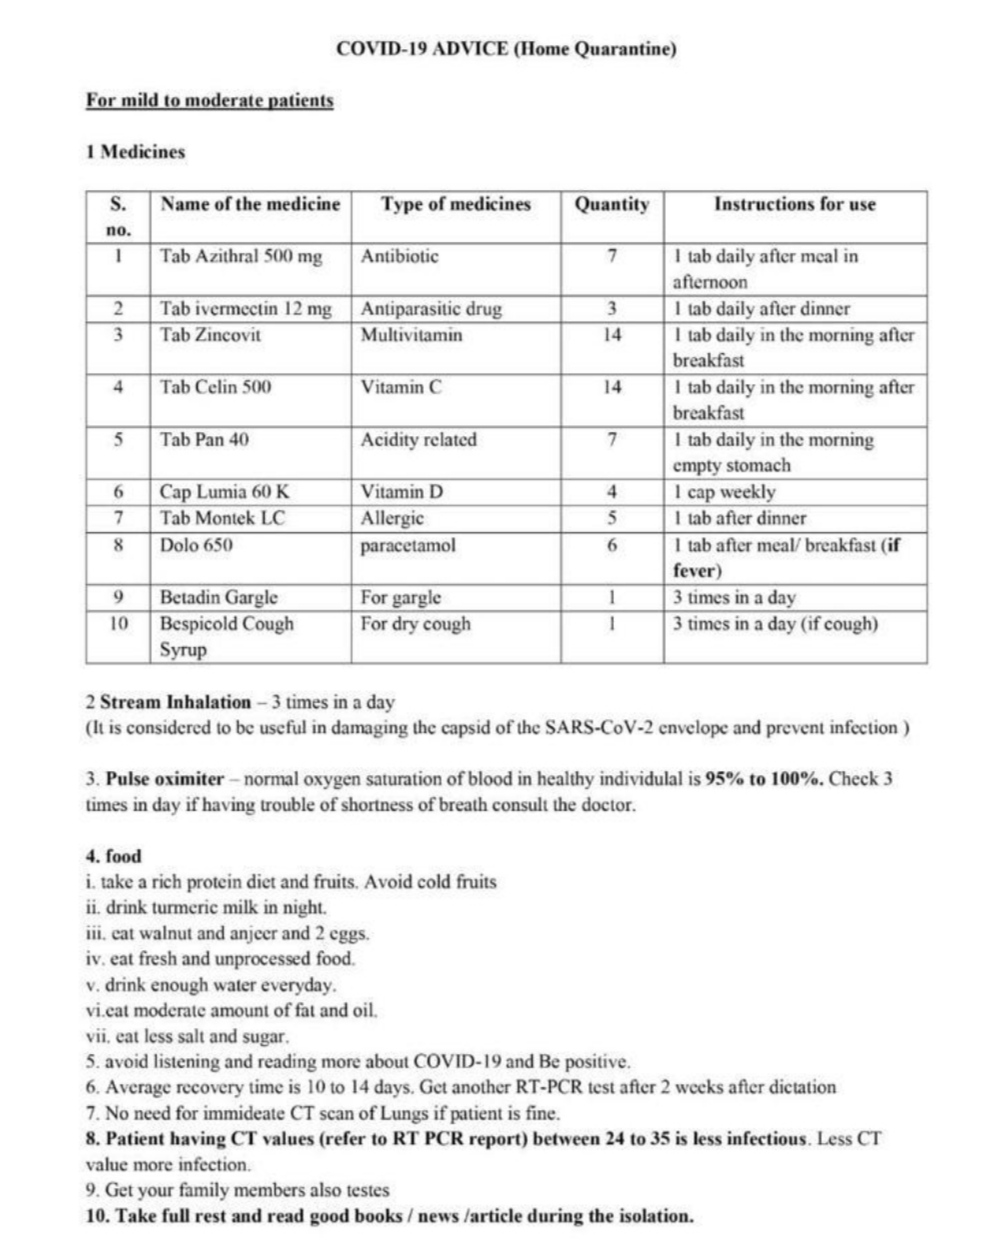 COVID-19 ADVICE (Home Quarantine)
For mild to moderate patients
1 Medicines
S. no. Name of the medicine Type of medicines Quantity Instructions for use
1 Tab Azithral 500 mg Antibiotic 7 1 tab daily after meal in afternoon
2 Tab ivermectin 12 mg Antiparasitic drug 3 1 tab daily after dinner
3 Tab Zincovit Multivitamin 14 1 tab daily in the morning after breakfast
4 Tab Celin 500 Vitamin C 14 1 tab daily in the morning after breakfast
5 Tab Pan 40 Acidity related 7 1 tab daily in the morning empty stomach
6 Cap Lumia 60 K Vitamin D 4 1 cap weekly
7 Tab Montek LC Allergic 5 1 tab after dinner
8 Dolo 650 paracetamol 6 1 tab after meal/ breakfast (if fever)
9 Betadin Gargle For gargle 1 3 times in a day
10 Bespicold Cough Syrup For dry cough 1 3 times in a day (if cough)
2 Stream Inhalation – 3 times in a day
(It is considered to be useful in damaging the capsid of the SARS-CoV-2 envelope and prevent infection )
3. Pulse oximiter – normal oxygen saturation of blood in healthy individulal is 95% to 100%. Check 3
times in day if having trouble of shortness of breath consult the doctor.
4. food
i. take a rich protein diet and fruits. Avoid cold fruits
ii. drink turmeric milk in night.
iii. eat walnut and anjeer and 2 eggs.
iv. eat fresh and unprocessed food.
v. drink enough water everyday.
vi.eat moderate amount of fat and oil.
vii. eat less salt and sugar.
5. avoid listening and reading more about COVID-19 and Be positive.
6. Average recovery time is 10 to 14 days. Get another RT-PCR test after 2 weeks after dictation
7. No need for immideate CT scan of Lungs if patient is fine.
8. Patient having CT values (refer to RT PCR report) between 24 to 35 is less infectious. Less CT
value more infection.
9. Get your family members also testes
10. Take full rest and read good books / news /article during the isolation.